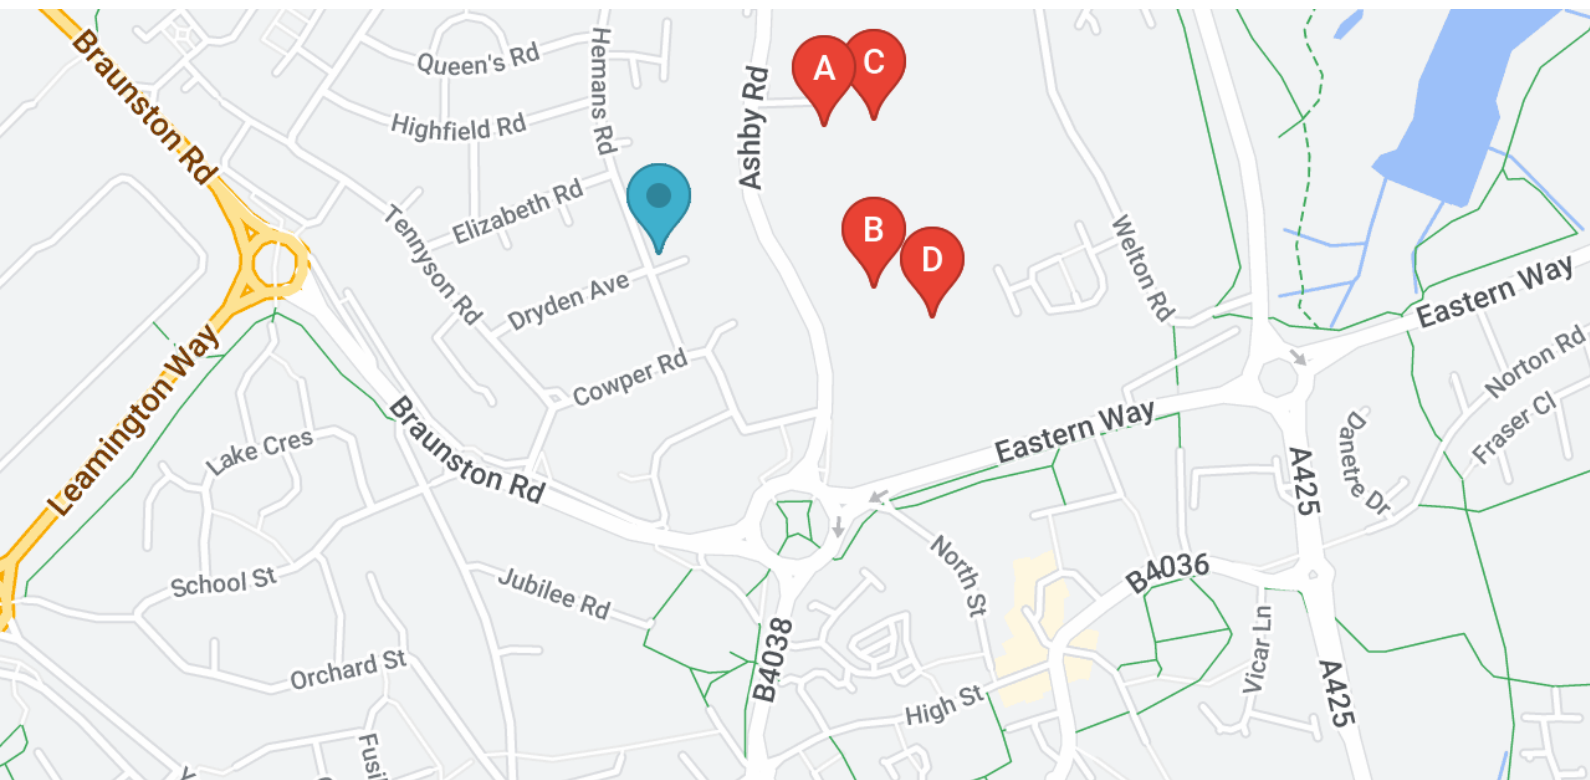 Braunston Rd
Queen's Rd
Hemans Rd
Highfield Rd
Ashby Rd
A
C
Elizabeth Rd
Tennyson Rd
Dryden Ave
B
D
Welton Rd
Eastern Way
Leamington Way
Cowper Rd
Norton Rd
Fraser Cl
Danetre Dr
Braunston Rd
Lake Cres
Eastern Way
A425
School St
Jubilee Rd
North St
B4036
B4038
Vicar Ln
Orchard St
High St
A425